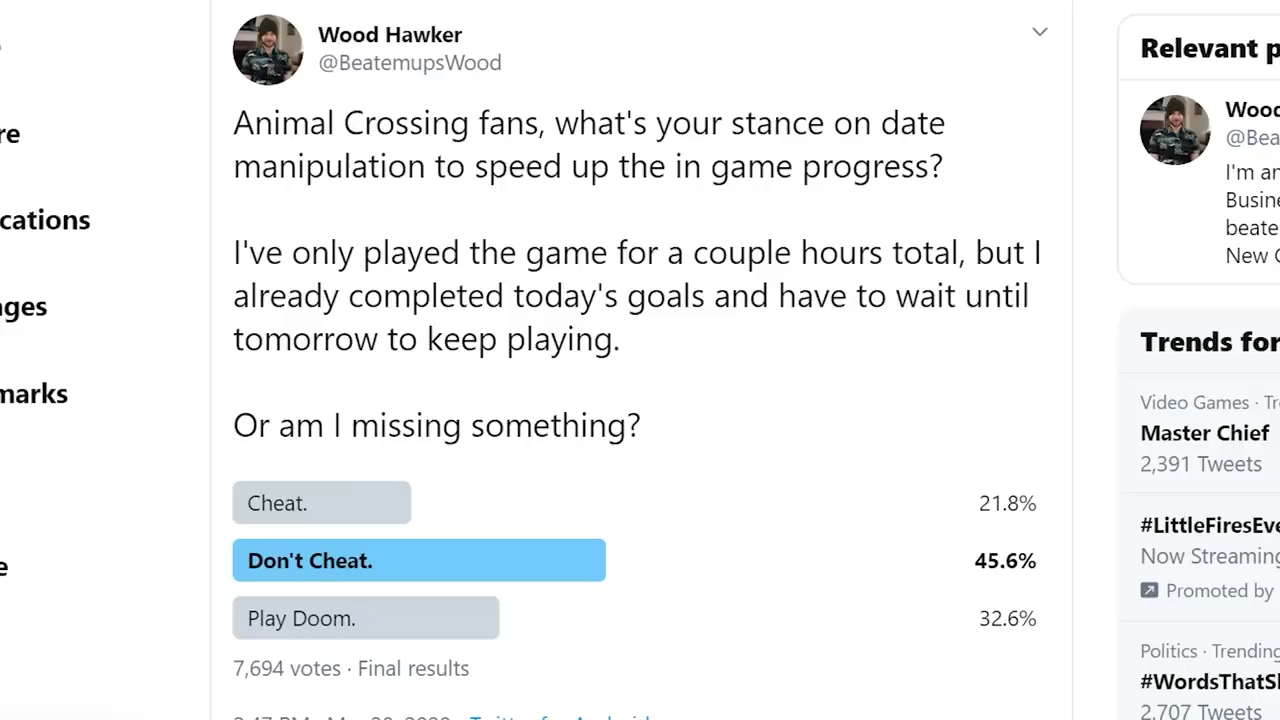 Wood Hawker
@BeatemupsWood
Animal Crossing fans, what's your stance on date
manipulation to speed up the in game progress?
I've only played the game for a couple hours total, but I
already completed today's goals and have to wait until
tomorrow to keep playing.
Or am I missing something?
Cheat.
21.8%
Don't Cheat.
45.6%
Play Doom.
32.6%
7,694 votes · Final results
re
cations
ages
marks
e
Relevant p
Wood
@Bea
I'm an
Busine
beate
New
Trends for
Video Games · Tre
Master Chief
2,391 Tweets
#LittleFiresEve
Now Streaming
Promoted by
Politics · Trending
#WordsThatS
2,707 Tweets